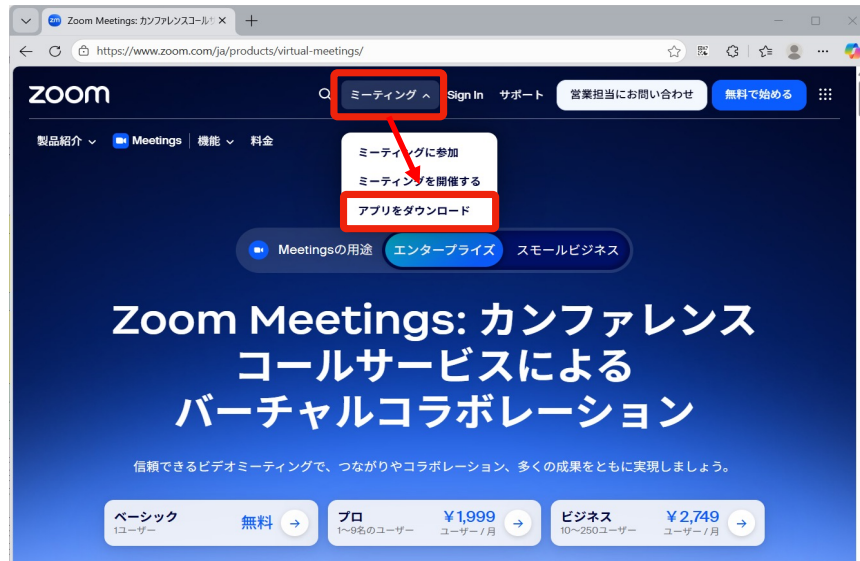 Zoom Meetings: カンファレンスコール
https://www.zoom.com/ja/products/virtual-meetings/
zoom
ミーティング Sign In サポート 営業担当にお問い合わせ 無料で始める
製品紹介 Meetings 機能 料金
ミーティングに参加
ミーティングを開催する
アプリをダウンロード
Meetingsの用途 エンタープライズ スモールビジネス
Zoom Meetings: カンファレンス
コールサービスによる
バーチャルコラボレーション
信頼できるビデオミーティングで、つながりやコラボレーション、多くの成果をともに実現しましょう。
ベーシック 無料 プロ ¥1,999 ビジネス ¥2,749
1ユーザー 1〜9名のユーザー ユーザー / 月 10〜250ユーザー ユーザー / 月